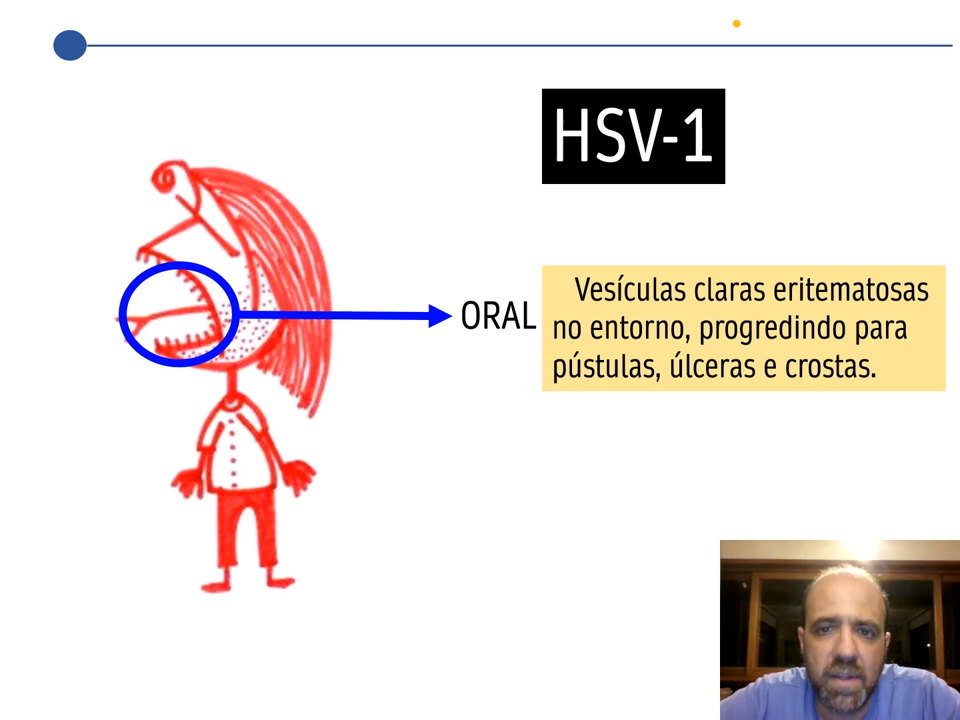 HSV-1
ORAL
Vesículas claras eritematosas
no entorno, progredindo para
pústulas, úlceras e crostas.